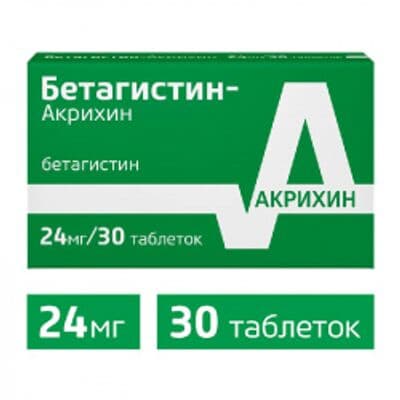 Бетагистин-
Акрихин
бетагистин
АКРИХИН
24мг/30 таблеток
24мг
30 таблеток